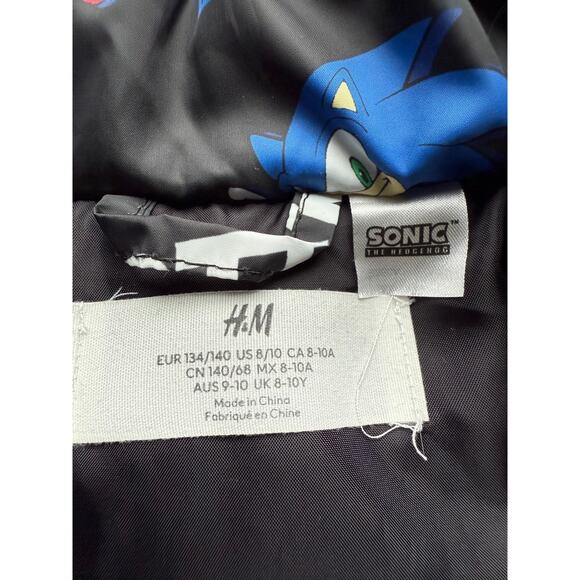 SONIC™
THE HEDGEHOG
H&M
EUR 134/140 US 8/10 CA 8-10A
CN 140/68 MX 8-10A
AUS 9-10 UK 8-10Y
Made in China
Fabriqué en Chine